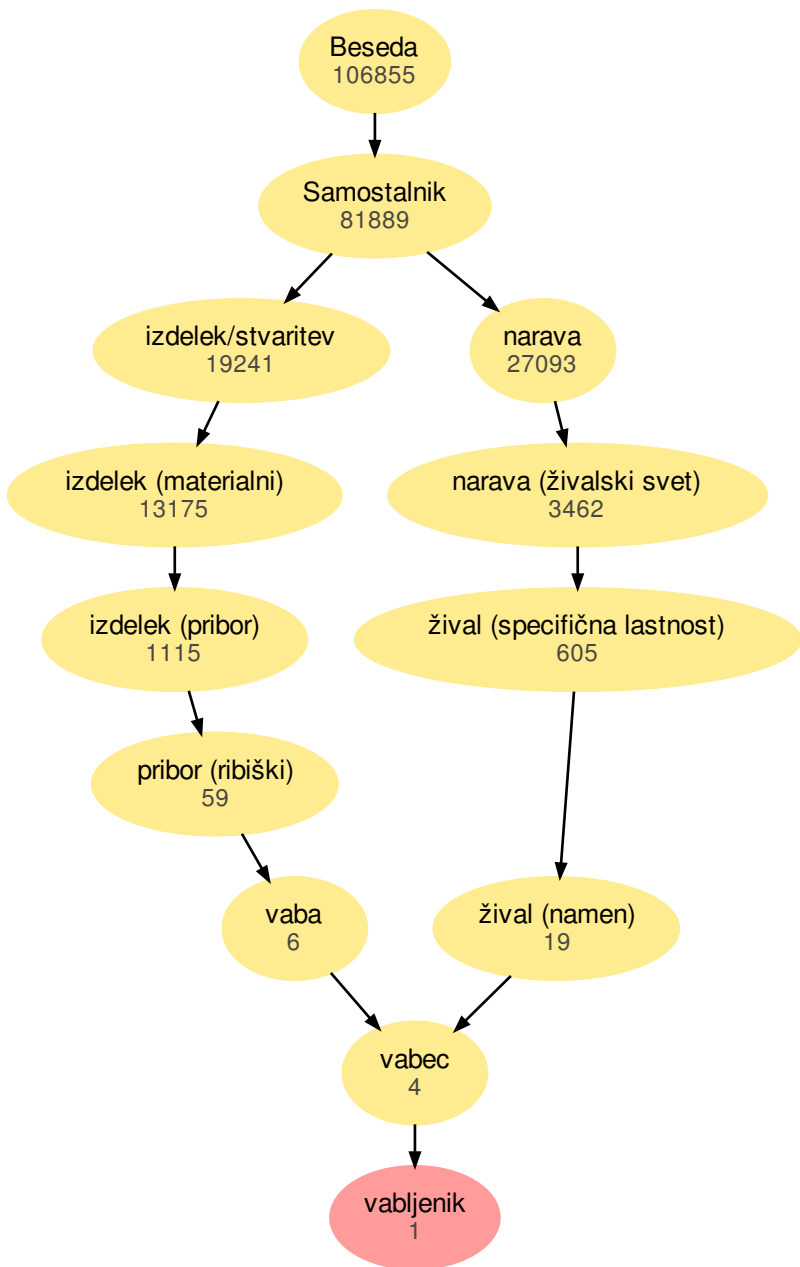 Beseda
106855
Samostalnik
81889
izdelek/stvaritev
19241
narava
27093
izdelek (materialni)
13175
narava (živalski svet)
3462
izdelek (pribor)
1115
žival (specifična lastnost)
605
pribor (ribiški)
59
vaba
6
žival (namen)
19
vabec
4
vabljenik
1